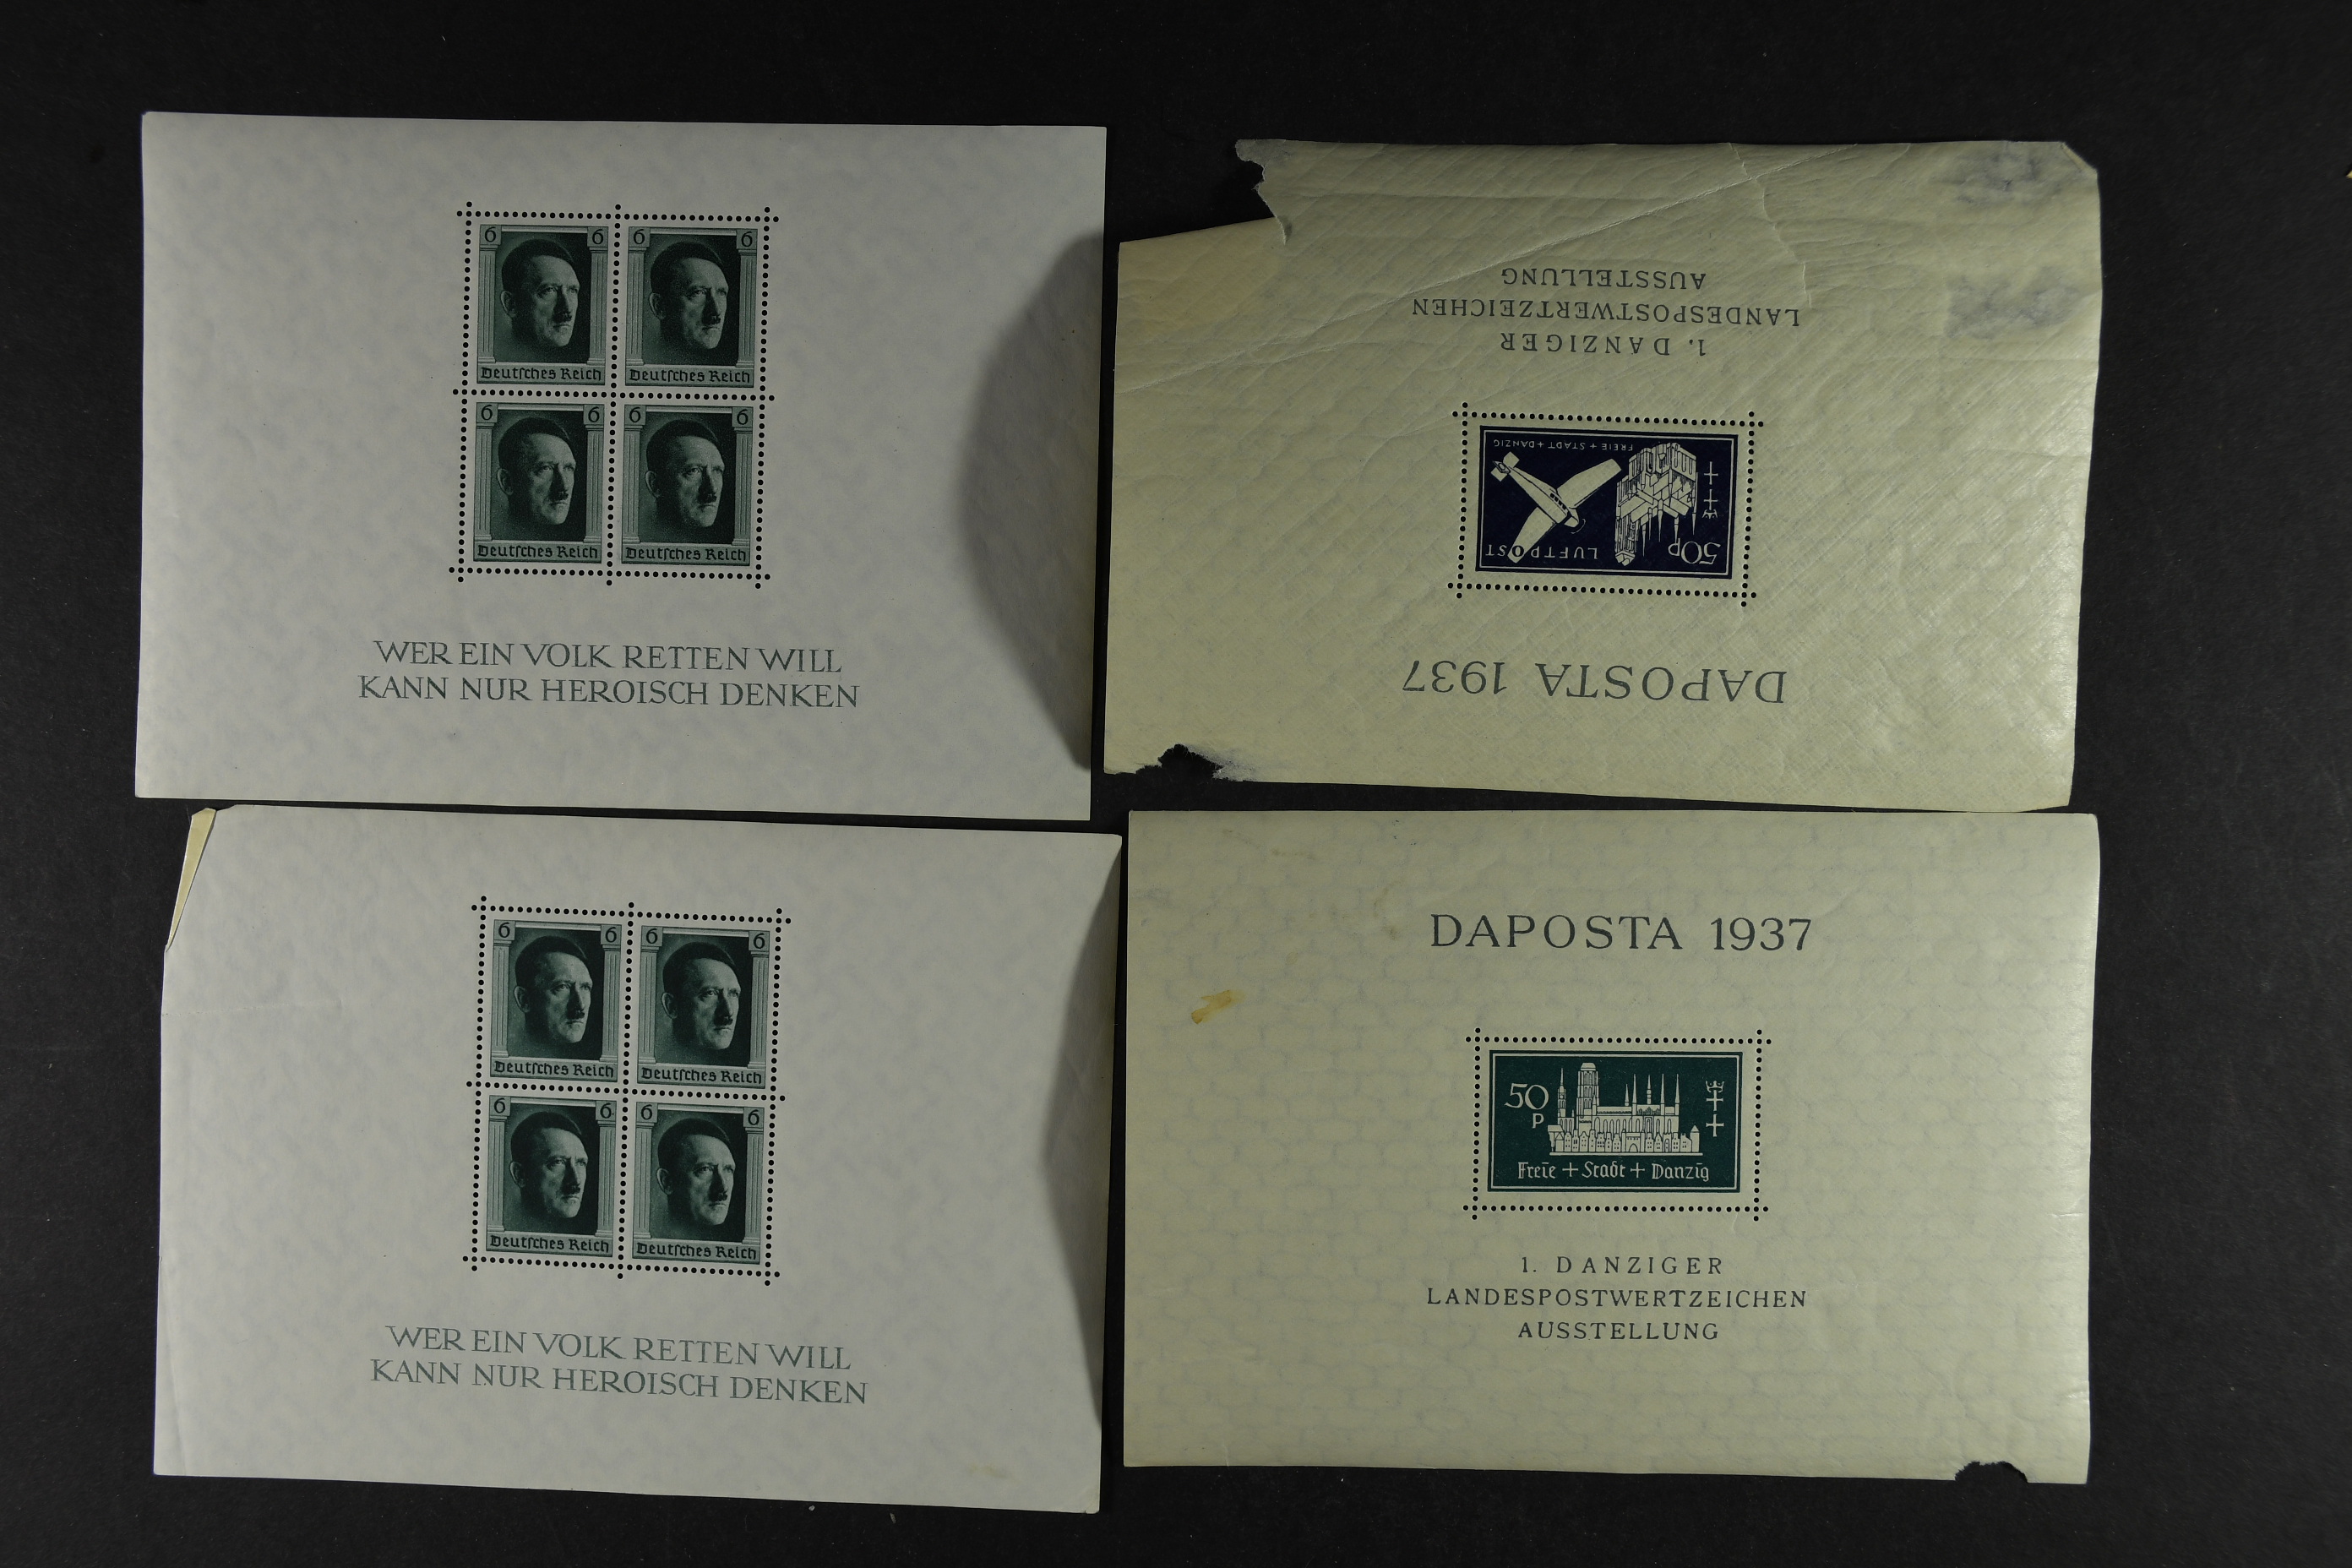 6 6 6 6
Deutsches Reich Deutsches Reich
6 6 6 6
Deutsches Reich Deutsches Reich
WER EIN VOLK RETTEN WILL
KANN NUR HEROISCH DENKEN
DAPOSTA 1937
50p
LUFTPOST
FREIE + STADT + DANZIG
1. DANZIGER
LANDESPOSTWERTZEICHEN
AUSSTELLUNG
6 6 6 6
Deutsches Reich Deutsches Reich
6 6 6 6
Deutsches Reich Deutsches Reich
WER EIN VOLK RETTEN WILL
KANN NUR HEROISCH DENKEN
DAPOSTA 1937
50
P
Freie + Stadt + Danzig
1. DANZIGER
LANDESPOSTWERTZEICHEN
AUSSTELLUNG